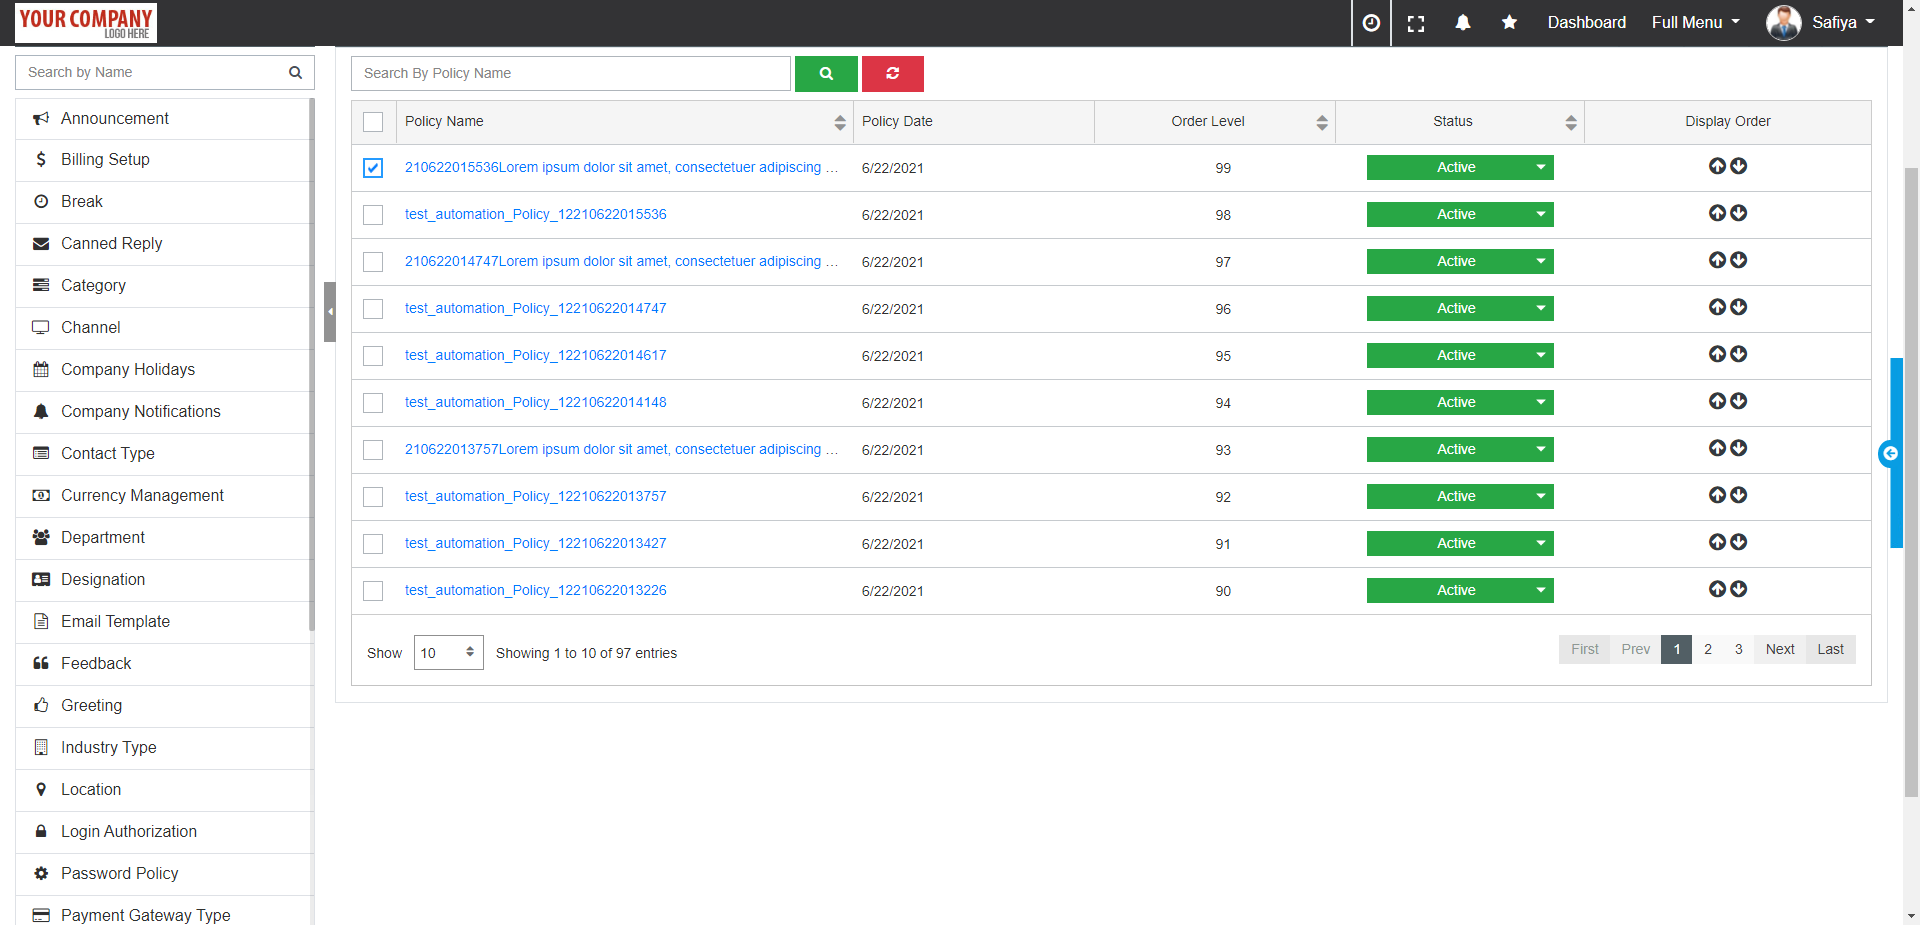 YOUR COMPANY
LOGO HERE
Dashboard
Full Menu
Safiya
Search by Name
Announcement
Billing Setup
Break
Canned Reply
Category
Channel
Company Holidays
Company Notifications
Contact Type
Currency Management
Department
Designation
Email Template
Feedback
Greeting
Industry Type
Location
Login Authorization
Password Policy
Payment Gateway Type
Search By Policy Name
Policy Name Policy Date Order Level Status Display Order
210622015536Lorem ipsum dolor sit amet, consectetuer adipiscing ... 6/22/2021 99 Active
test_automation_Policy_12210622015536 6/22/2021 98 Active
210622014747Lorem ipsum dolor sit amet, consectetuer adipiscing ... 6/22/2021 97 Active
test_automation_Policy_12210622014747 6/22/2021 96 Active
test_automation_Policy_12210622014617 6/22/2021 95 Active
test_automation_Policy_12210622014148 6/22/2021 94 Active
210622013757Lorem ipsum dolor sit amet, consectetuer adipiscing ... 6/22/2021 93 Active
test_automation_Policy_12210622013757 6/22/2021 92 Active
test_automation_Policy_12210622013427 6/22/2021 91 Active
test_automation_Policy_12210622013226 6/22/2021 90 Active
Show 10 Showing 1 to 10 of 97 entries First Prev 1 2 3 Next Last